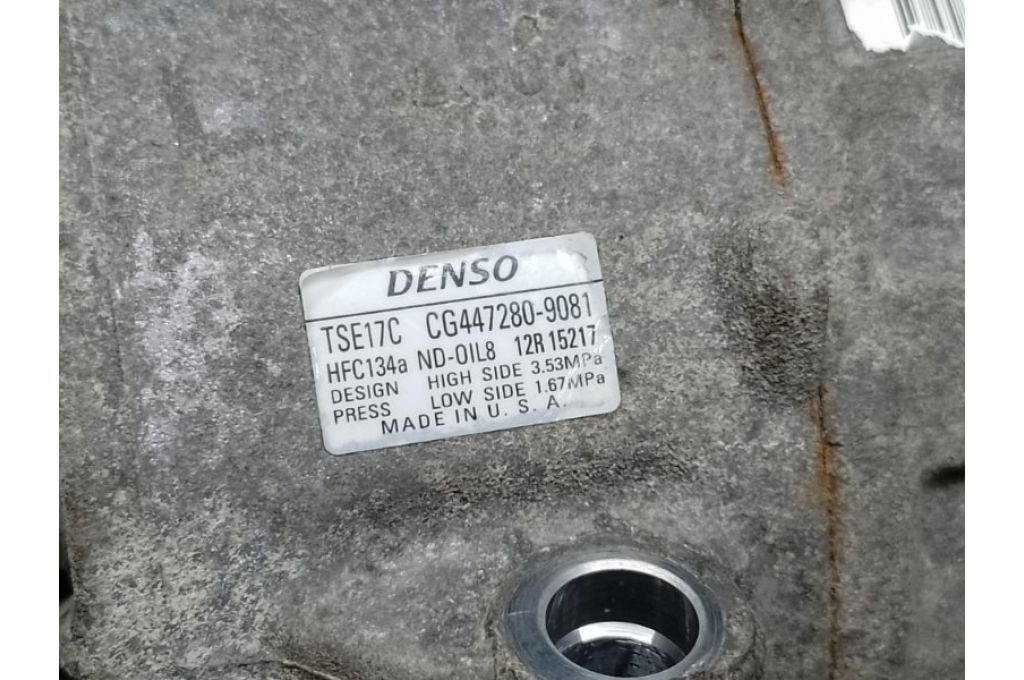 DENSO
TSE17C CG447280-9081
HFC134a ND-OIL8 12R 15217
DESIGN HIGH SIDE 3.53MPa
PRESS LOW SIDE 1.67MPa
MADE IN U. S. A.